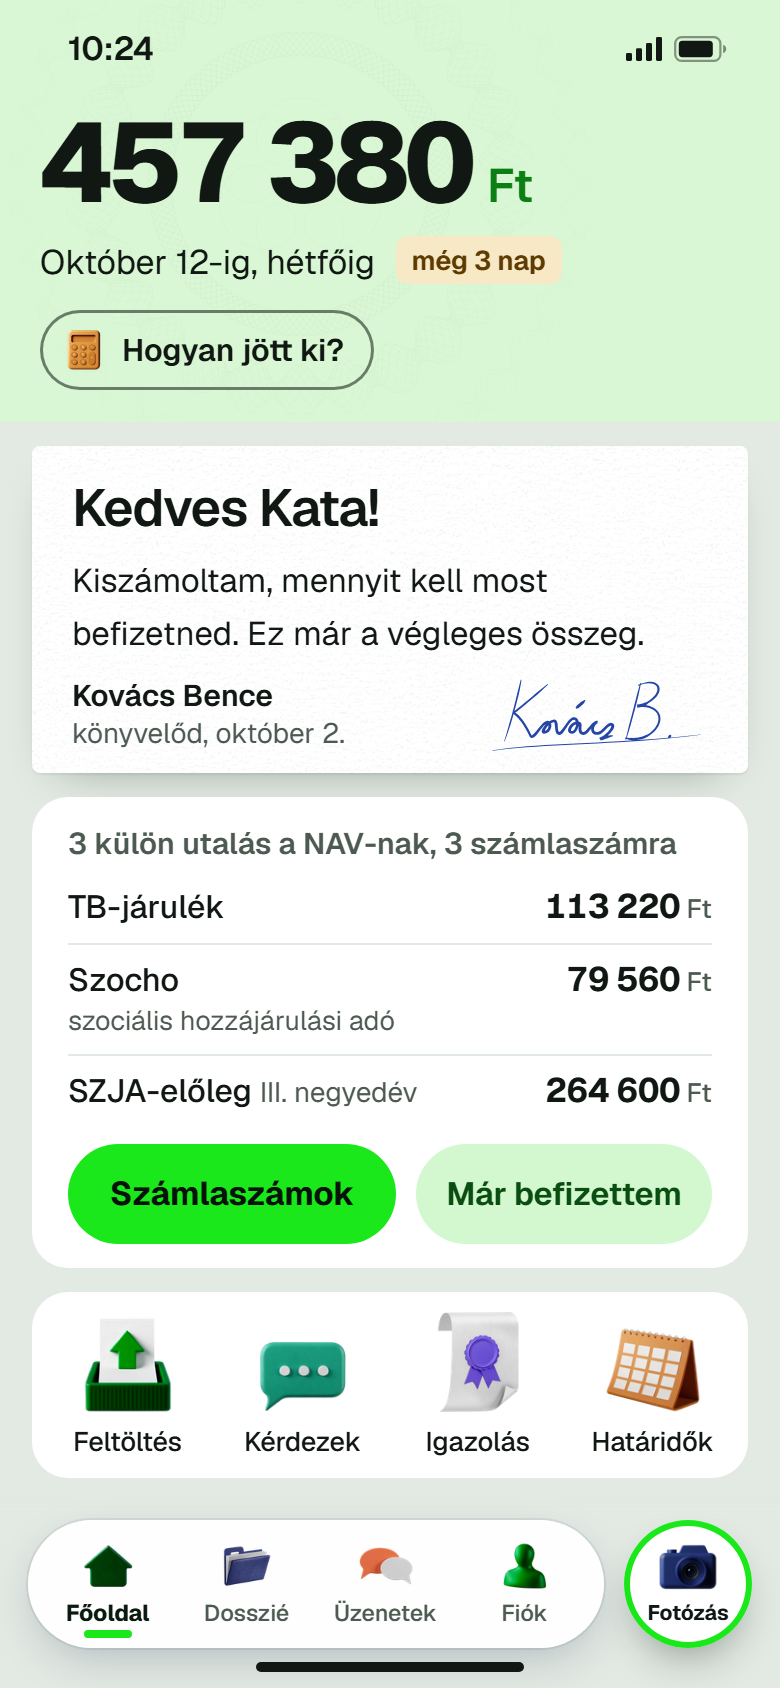 10:24
457 380 Ft
Október 12-ig, hétfőig még 3 nap
Hogyan jött ki?
Kedves Kata!
Kiszámoltam, mennyit kell most
befizetned. Ez már a végleges összeg.
Kovács Bence
könyvelőd, október 2.
Kovács B.
3 külön utalás a NAV-nak, 3 számlaszámra
TB-járulék 113 220 Ft
Szocho 79 560 Ft
szociális hozzájárulási adó
SZJA-előleg III. negyedév 264 600 Ft
Számlaszámok Már befizettem
Feltöltés Kérdezek Igazolás Határidők
Főoldal Dosszié Üzenetek Fiók Fotózás